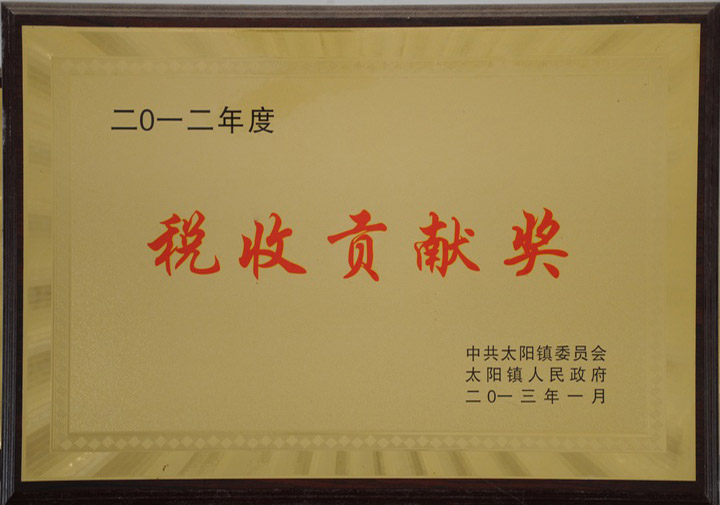 二0一二年度
税收贡献奖
中共太阳镇委员会
太阳镇人民政府
二0一三年一月